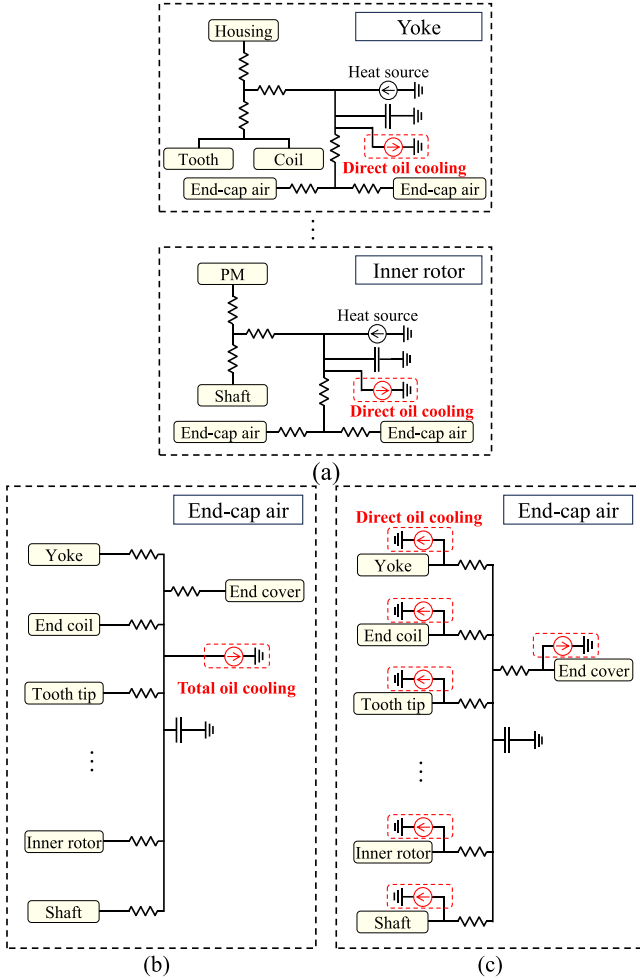 Housing
Yoke
Heat source
Tooth
Coil
Direct oil cooling
End-cap air
End-cap air
Inner rotor
PM
Heat source
Shaft
Direct oil cooling
End-cap air
End-cap air
(a)
End-cap air
Yoke
End cover
End coil
Total oil cooling
Tooth tip
Inner rotor
Shaft
(b)
End-cap air
Direct oil cooling
Yoke
End coil
End cover
Tooth tip
Inner rotor
Shaft
(c)